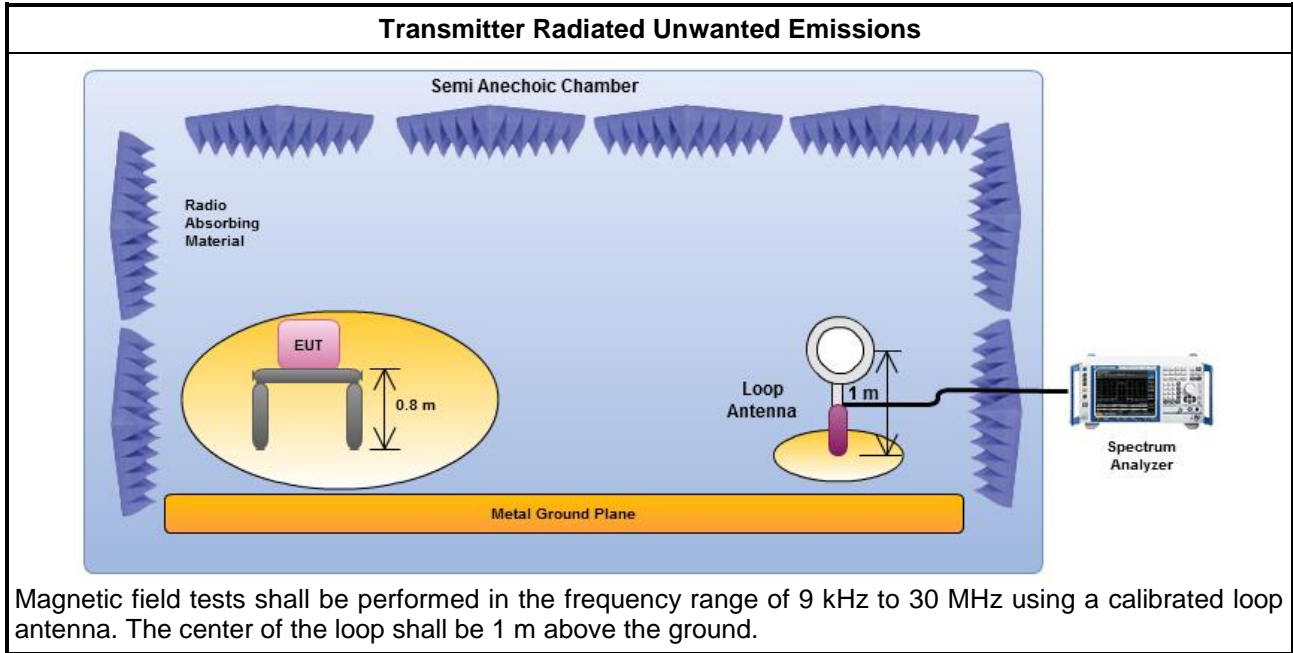 Transmitter Radiated Unwanted Emissions
Semi Anechoic Chamber
Radio
Absorbing
Material
EUT
0.8 m
Loop
Antenna
1 m
Spectrum
Analyzer
Metal Ground Plane
Magnetic field tests shall be performed in the frequency range of 9 kHz to 30 MHz using a calibrated loop
antenna. The center of the loop shall be 1 m above the ground.